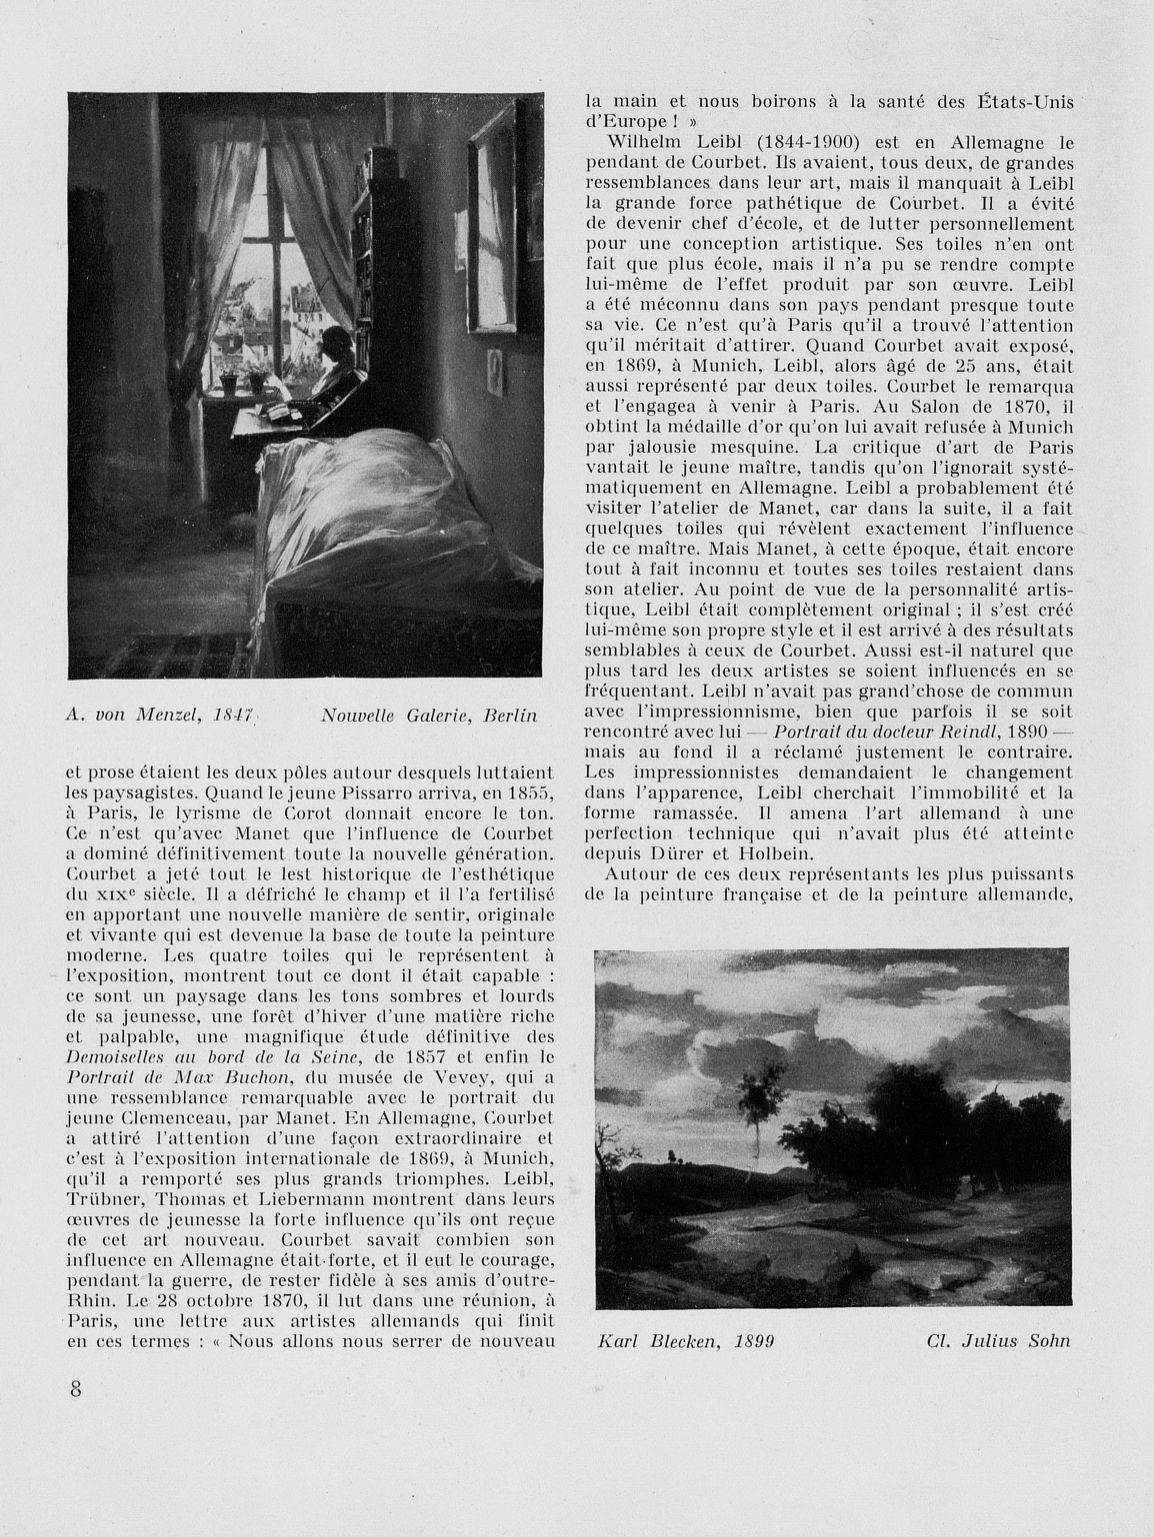 A. von Menzel, 1847. Nouvelle Galerie, Berlin
et prose étaient les deux pôles autour desquels luttaient
les paysagistes. Quand le jeune Pissarro arriva, en 1855,
à Paris, le lyrisme de Corot donnait encore le ton.
Ce n'est qu'avec Manet que l'influence de Courbet
a dominé définitivement toute la nouvelle génération.
Courbet a jeté tout le lest historique de l'esthétique
du XIXe siècle. Il a défriché le champ et il l'a fertilisé
en apportant une nouvelle manière de sentir, originale
et vivante qui est devenue la base de toute la peinture
moderne. Les quatre toiles qui le représentent à
l'exposition, montrent tout ce dont il était capable :
ce sont un paysage dans les tons sombres et lourds
de sa jeunesse, une forêt d'hiver d'une matière riche
et palpable, une magnifique étude définitive des
Demoiselles au bord de la Seine, de 1857 et enfin le
Portrait de Max Buchon, du musée de Vevey, qui a
une ressemblance remarquable avec le portrait du
jeune Clemenceau, par Manet. En Allemagne, Courbet
a attiré l'attention d'une façon extraordinaire et
c'est à l'exposition internationale de 1869, à Munich,
qu'il a remporté ses plus grands triomphes. Leibl,
Trübner, Thomas et Liebermann montrent dans leurs
œuvres de jeunesse la forte influence qu'ils ont reçue
de cet art nouveau. Courbet savait combien son
influence en Allemagne était forte, et il eut le courage,
pendant la guerre, de rester fidèle à ses amis d'outre-
Rhin. Le 28 octobre 1870, il lut dans une réunion, à
Paris, une lettre aux artistes allemands qui finit
en ces termes : « Nous allons nous serrer de nouveau
8
la main et nous boirons à la santé des États-Unis
d'Europe ! »
Wilhelm Leibl (1844-1900) est en Allemagne le
pendant de Courbet. Ils avaient, tous deux, de grandes
ressemblances dans leur art, mais il manquait à Leibl
la grande force pathétique de Courbet. Il a évité
de devenir chef d'école, et de lutter personnellement
pour une conception artistique. Ses toiles n'en ont
fait que plus école, mais il n'a pu se rendre compte
lui-même de l'effet produit par son œuvre. Leibl
a été méconnu dans son pays pendant presque toute
sa vie. Ce n'est qu'à Paris qu'il a trouvé l'attention
qu'il méritait d'attirer. Quand Courbet avait exposé,
en 1869, à Munich, Leibl, alors âgé de 25 ans, était
aussi représenté par deux toiles. Courbet le remarqua
et l'engagea à venir à Paris. Au Salon de 1870, il
obtint la médaille d'or qu'on lui avait refusée à Munich
par jalousie mesquine. La critique d'art de Paris
vantait le jeune maître, tandis qu'on l'ignorait systé-
matiquement en Allemagne. Leibl a probablement été
visiter l'atelier de Manet, car dans la suite, il a fait
quelques toiles qui révèlent exactement l'influence
de ce maître. Mais Manet, à cette époque, était encore
tout à fait inconnu et toutes ses toiles restaient dans
son atelier. Au point de vue de la personnalité artis-
tique, Leibl était complètement original ; il s'est créé
lui-même son propre style et il est arrivé à des résultats
semblables à ceux de Courbet. Aussi est-il naturel que
plus tard les deux artistes se soient influencés en se
fréquentant. Leibl n'avait pas grand'chose de commun
avec l'impressionnisme, bien que parfois il se soit
rencontré avec lui — Portrait du docteur Reindl, 1890 —
mais au fond il a réclamé justement le contraire.
Les impressionnistes demandaient le changement
dans l'apparence, Leibl cherchait l'immobilité et la
forme ramassée. Il amena l'art allemand à une
perfection technique qui n'avait plus été atteinte
depuis Dürer et Holbein.
Autour de ces deux représentants les plus puissants
de la peinture française et de la peinture allemande,
Karl Blecken, 1899 Cl. Julius Sohn